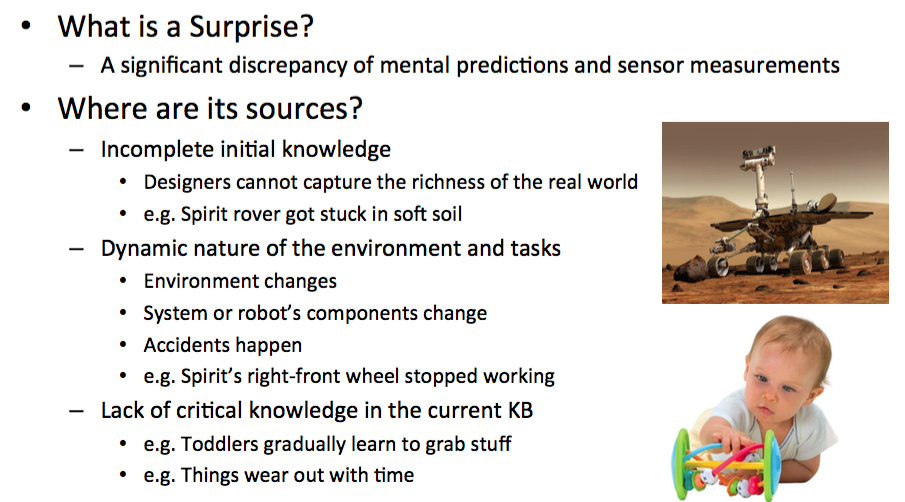 • What is a Surprise?
– A significant discrepancy of mental predictions and sensor measurements
• Where are its sources?
– Incomplete initial knowledge
• Designers cannot capture the richness of the real world
• e.g. Spirit rover got stuck in soft soil
– Dynamic nature of the environment and tasks
• Environment changes
• System or robot's components change
• Accidents happen
• e.g. Spirit's right-front wheel stopped working
– Lack of critical knowledge in the current KB
• e.g. Toddlers gradually learn to grab stuff
• e.g. Things wear out with time